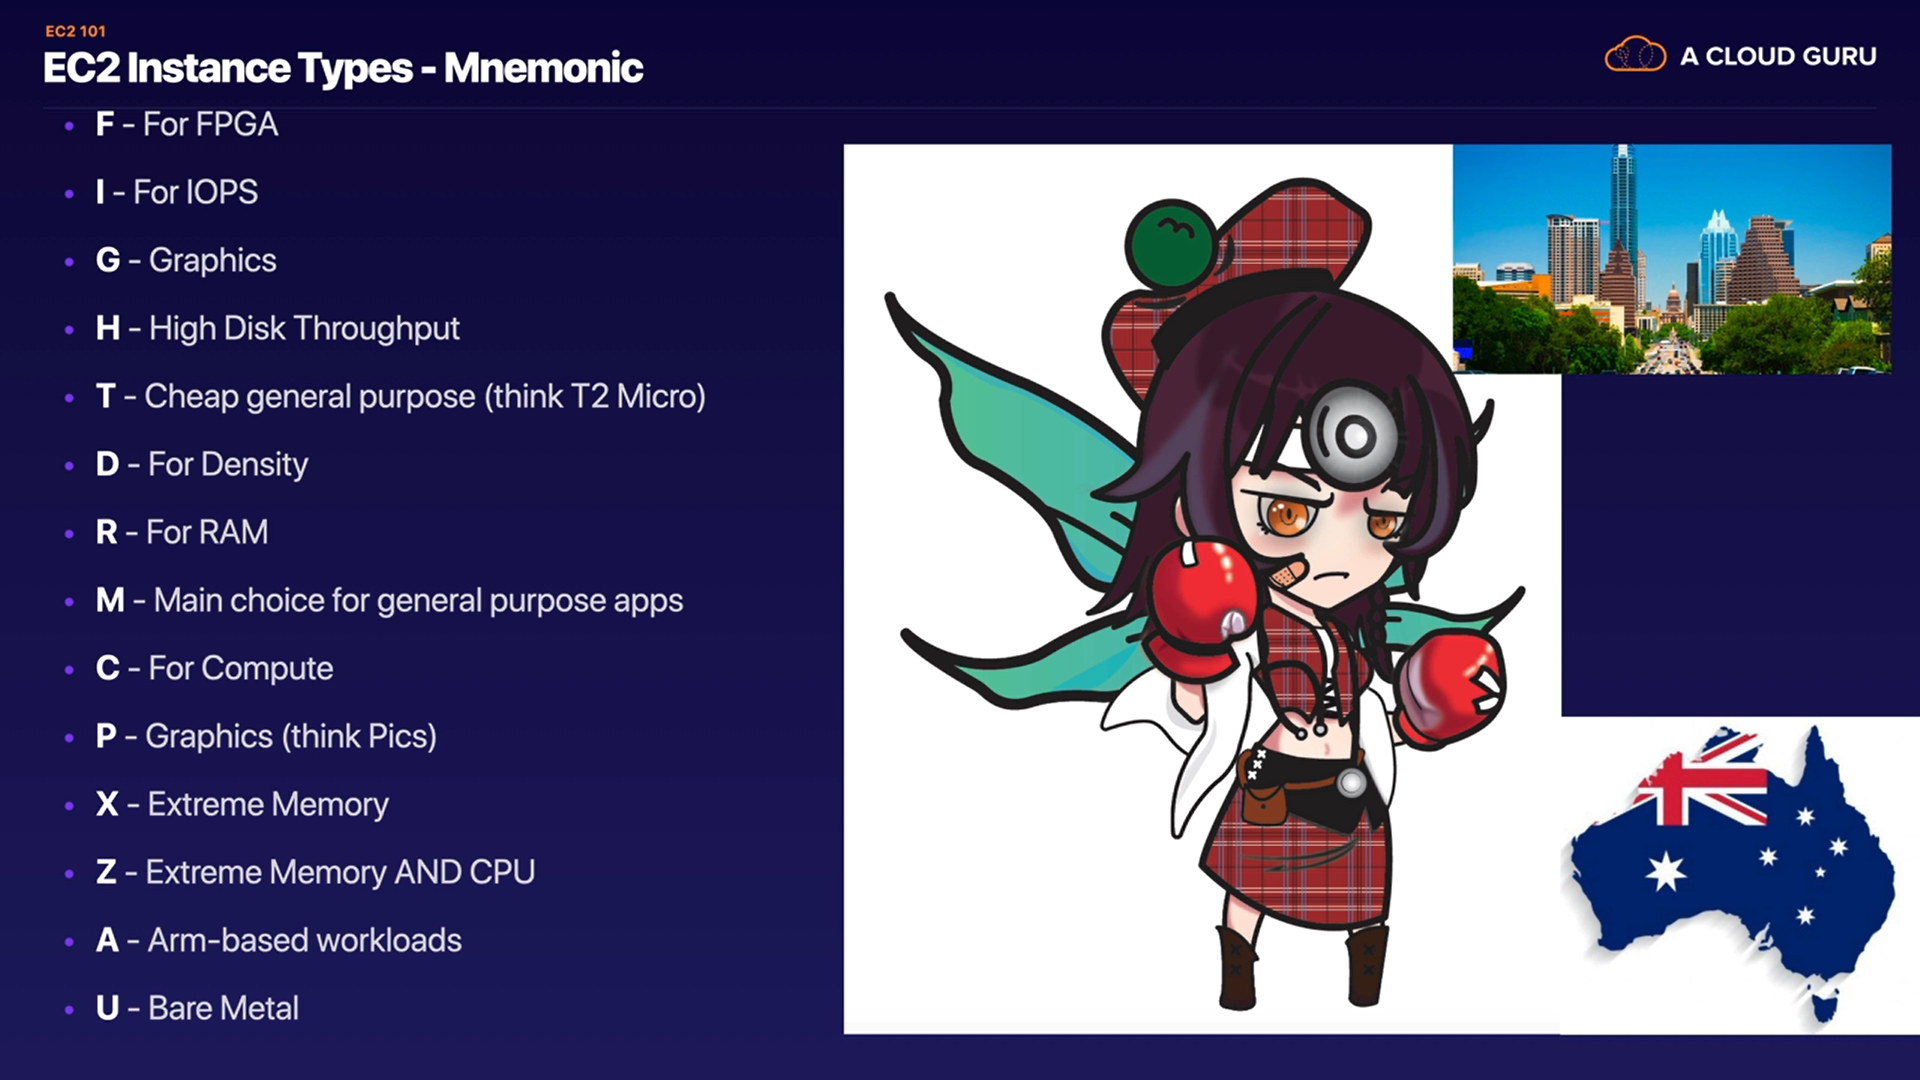 EC2 101
EC2 Instance Types - Mnemonic
A CLOUD GURU
• F - For FPGA
• I - For IOPS
• G - Graphics
• H - High Disk Throughput
• T - Cheap general purpose (think T2 Micro)
• D - For Density
• R - For RAM
• M - Main choice for general purpose apps
• C - For Compute
• P - Graphics (think Pics)
• X - Extreme Memory
• Z - Extreme Memory AND CPU
• A - Arm-based workloads
• U - Bare Metal